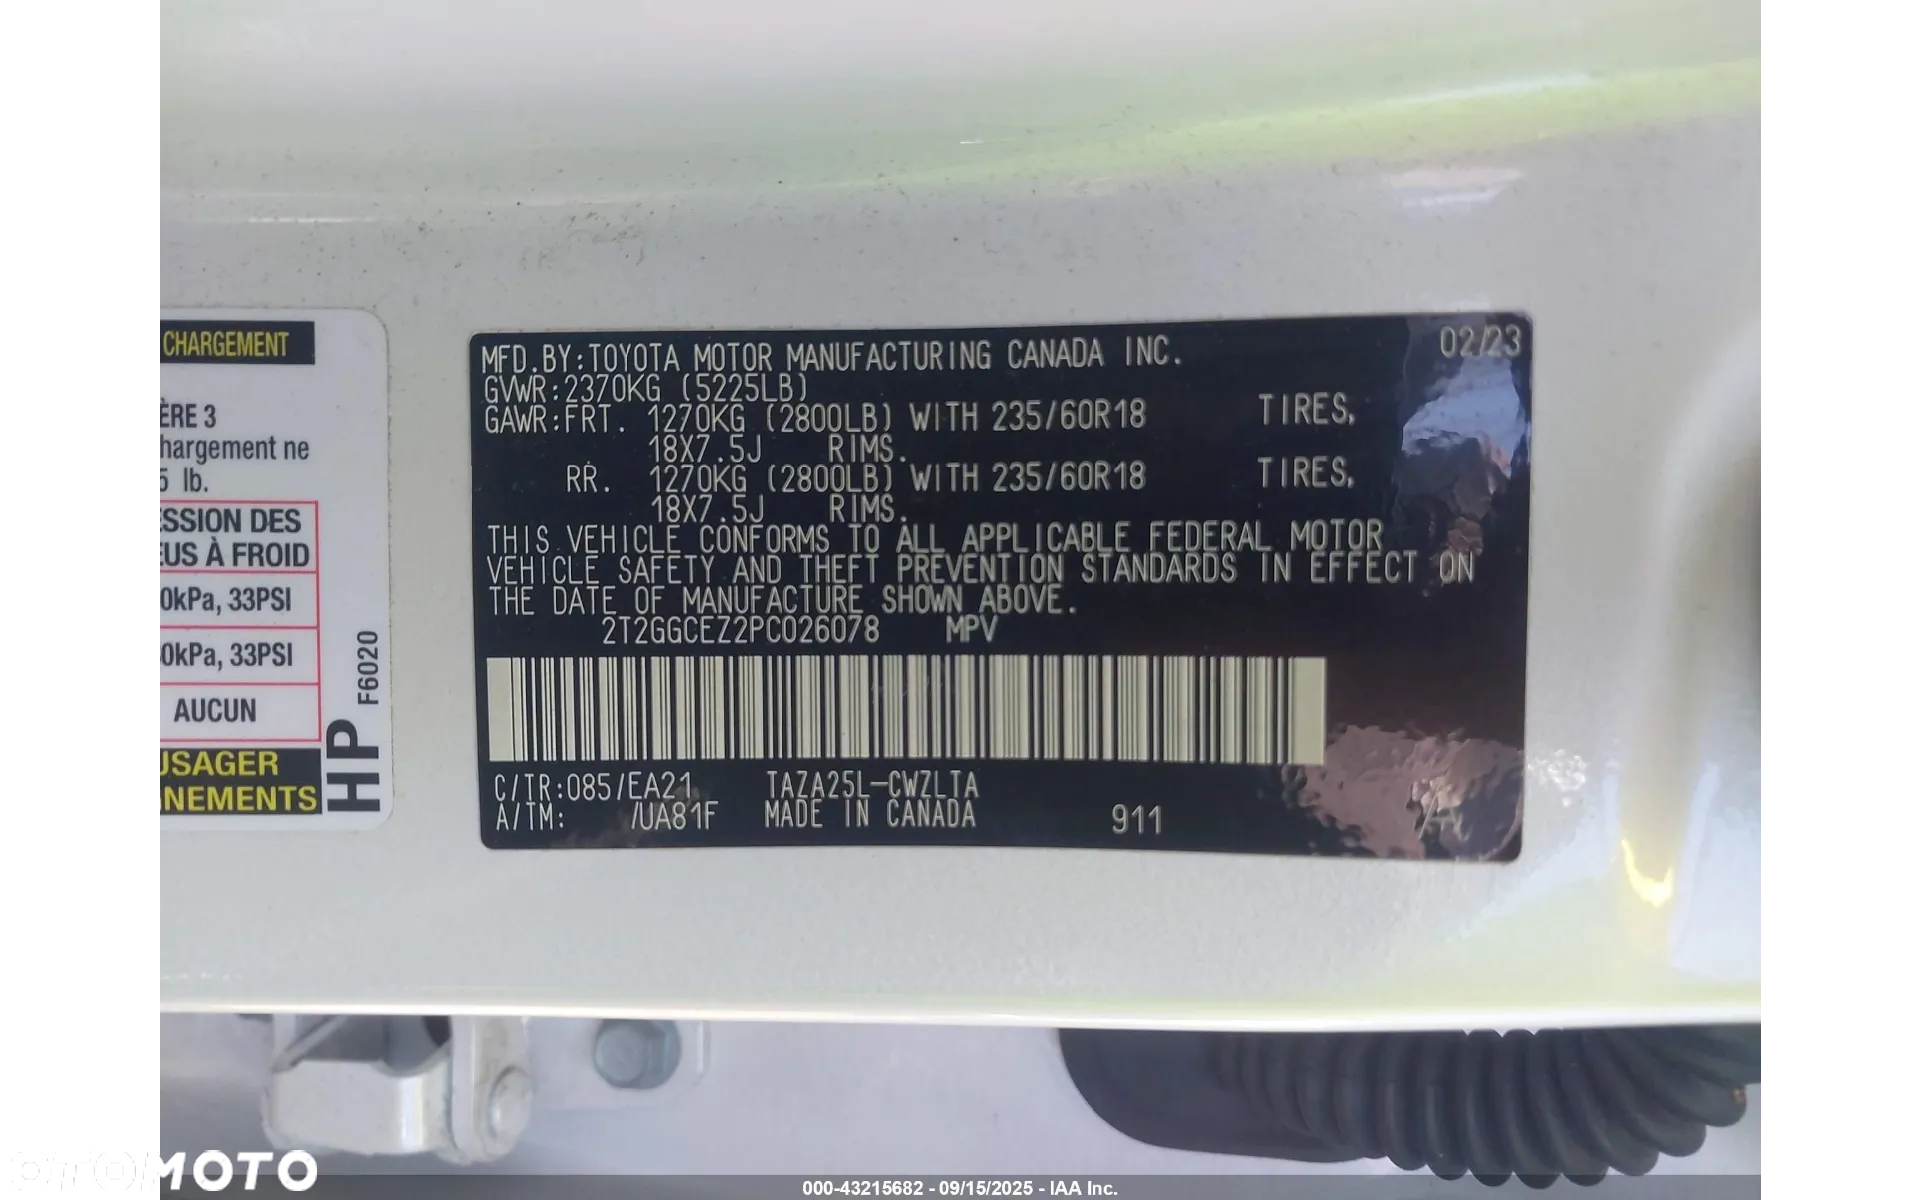 CHARGEMENT
ÈRE 3
hargement ne
5 lb.
ESSION DES
EUS À FROID
0kPa, 33PSI
0kPa, 33PSI
AUCUN
USAGER
GNEMENTS
HP
F6020
MFD.BY:TOYOTA MOTOR MANUFACTURING CANADA INC. 02/23
GVWR:2370KG (5225LB)
GAWR:FRT. 1270KG (2800LB) WITH 235/60R18 TIRES,
18X7.5J RIMS.
RR. 1270KG (2800LB) WITH 235/60R18 TIRES,
18X7.5J RIMS.
THIS VEHICLE CONFORMS TO ALL APPLICABLE FEDERAL MOTOR
VEHICLE SAFETY AND THEFT PREVENTION STANDARDS IN EFFECT ON
THE DATE OF MANUFACTURE SHOWN ABOVE.
2T2GGCEZ2PC026078 MPV
C/TR:085/EA21 TAZA25L-CWZLTA
A/TM: /UA81F MADE IN CANADA 911 /A
OTOMOTO
000-43215682 - 09/15/2025 - IAA Inc.